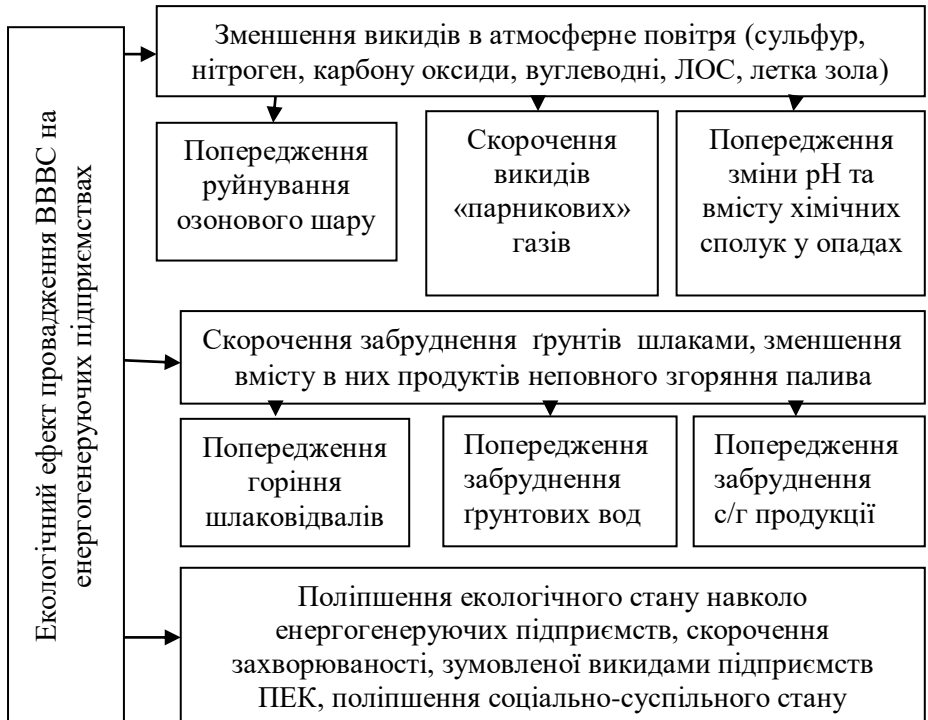 Екологічний ефект провадження ВВВС на
енергогенеруючих підприємствах
Зменшення викидів в атмосферне повітря (сульфур,
нітроген, карбону оксиди, вуглеводні, ЛОС, летка зола)
Попередження
руйнування
озонового шару
Скорочення
викидів
«парникових»
газів
Попередження
зміни рН та
вмісту хімічних
сполук у опадах
Скорочення забруднення ґрунтів шлаками, зменшення
вмісту в них продуктів неповного згоряння палива
Попередження
горіння
шлаковідвалів
Попередження
забруднення
ґрунтових вод
Попередження
забруднення
с/г продукції
Поліпшення екологічного стану навколо
енергогенеруючих підприємств, скорочення
захворюваності, зумовленої викидами підприємств
ПЕК, поліпшення соціально-суспільного стану